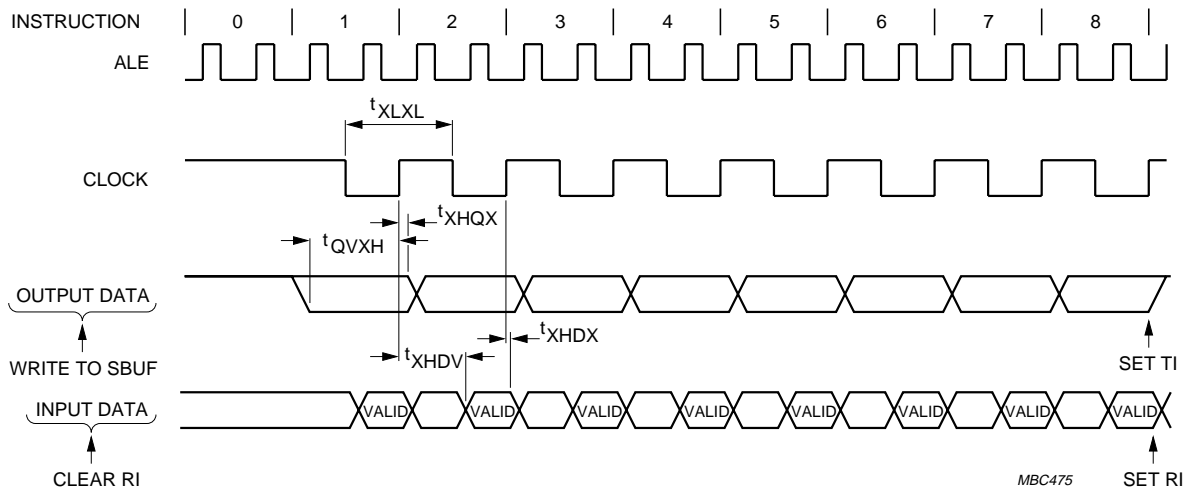 INSTRUCTION 0 1 2 3 4 5 6 7 8
ALE
tXLXL
CLOCK
tXHQX
tQVXH
OUTPUT DATA
tXHDX
tXHDV
WRITE TO SBUF
SET TI
INPUT DATA
VALID VALID VALID VALID VALID VALID VALID VALID
CLEAR RI
MBC475
SET RI